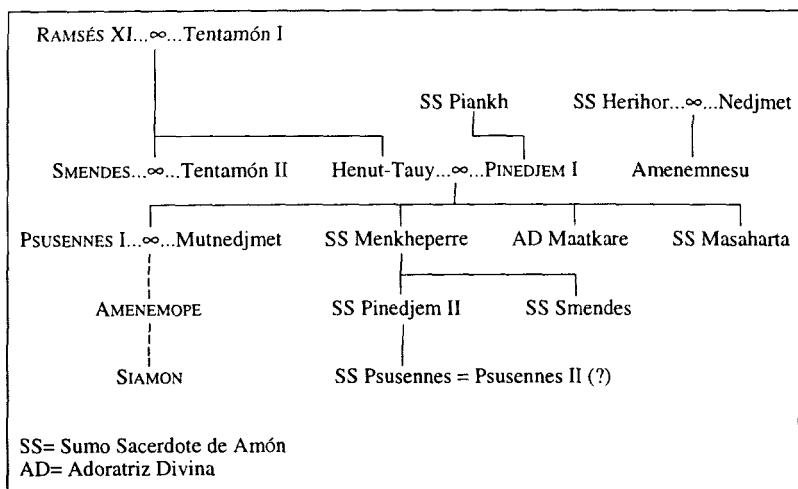 RAMSÉS XI...∞...Tentamón I
SS Piankh
SS Herihor...∞...Nedjmet
SMENDES...∞...Tentamón II
Henut-Tauy...∞...PINEDJEM I
Amenemnesu
PSUSENNES I...∞...Mutnedjmet
SS Menkheperre
AD Maatkare
SS Masaharta
AMENEMOPE
SS Pinedjem II
SS Smendes
SIAMON
SS Psusennes = Psusennes II (?)
SS= Sumo Sacerdote de Amón
AD= Adoratriz Divina